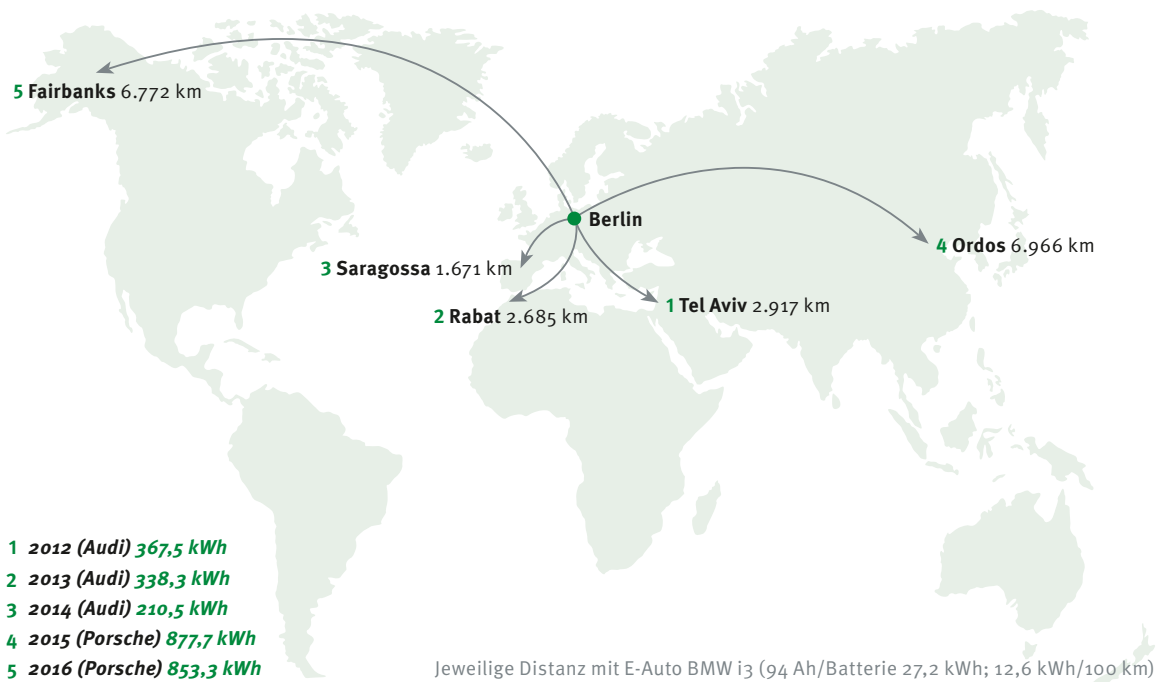 5 Fairbanks 6.772 km
Berlin
4 Ordos 6.966 km
3 Saragossa 1.671 km
1 Tel Aviv 2.917 km
2 Rabat 2.685 km
1 2012 (Audi) 367,5 kWh
2 2013 (Audi) 338,3 kWh
3 2014 (Audi) 210,5 kWh
4 2015 (Porsche) 877,7 kWh
5 2016 (Porsche) 853,3 kWh
Jeweilige Distanz mit E-Auto BMW i3 (94 Ah/Batterie 27,2 kWh; 12,6 kWh/100 km)